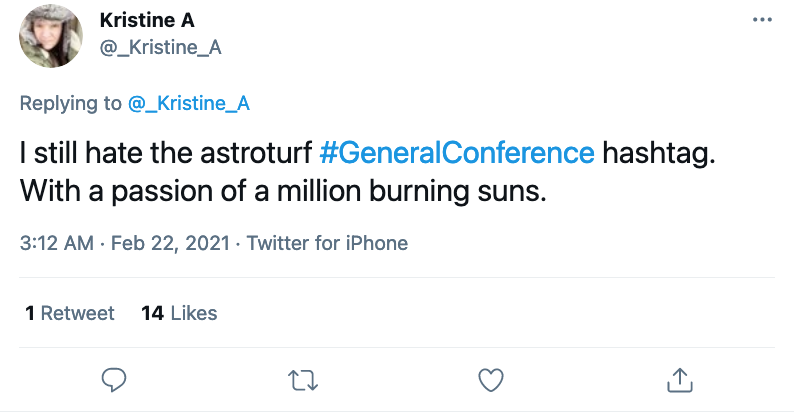 Kristine A
@_Kristine_A
Replying to @_Kristine_A
I still hate the astroturf #GeneralConference hashtag.
With a passion of a million burning suns.
3:12 AM · Feb 22, 2021 · Twitter for iPhone
1 Retweet 14 Likes